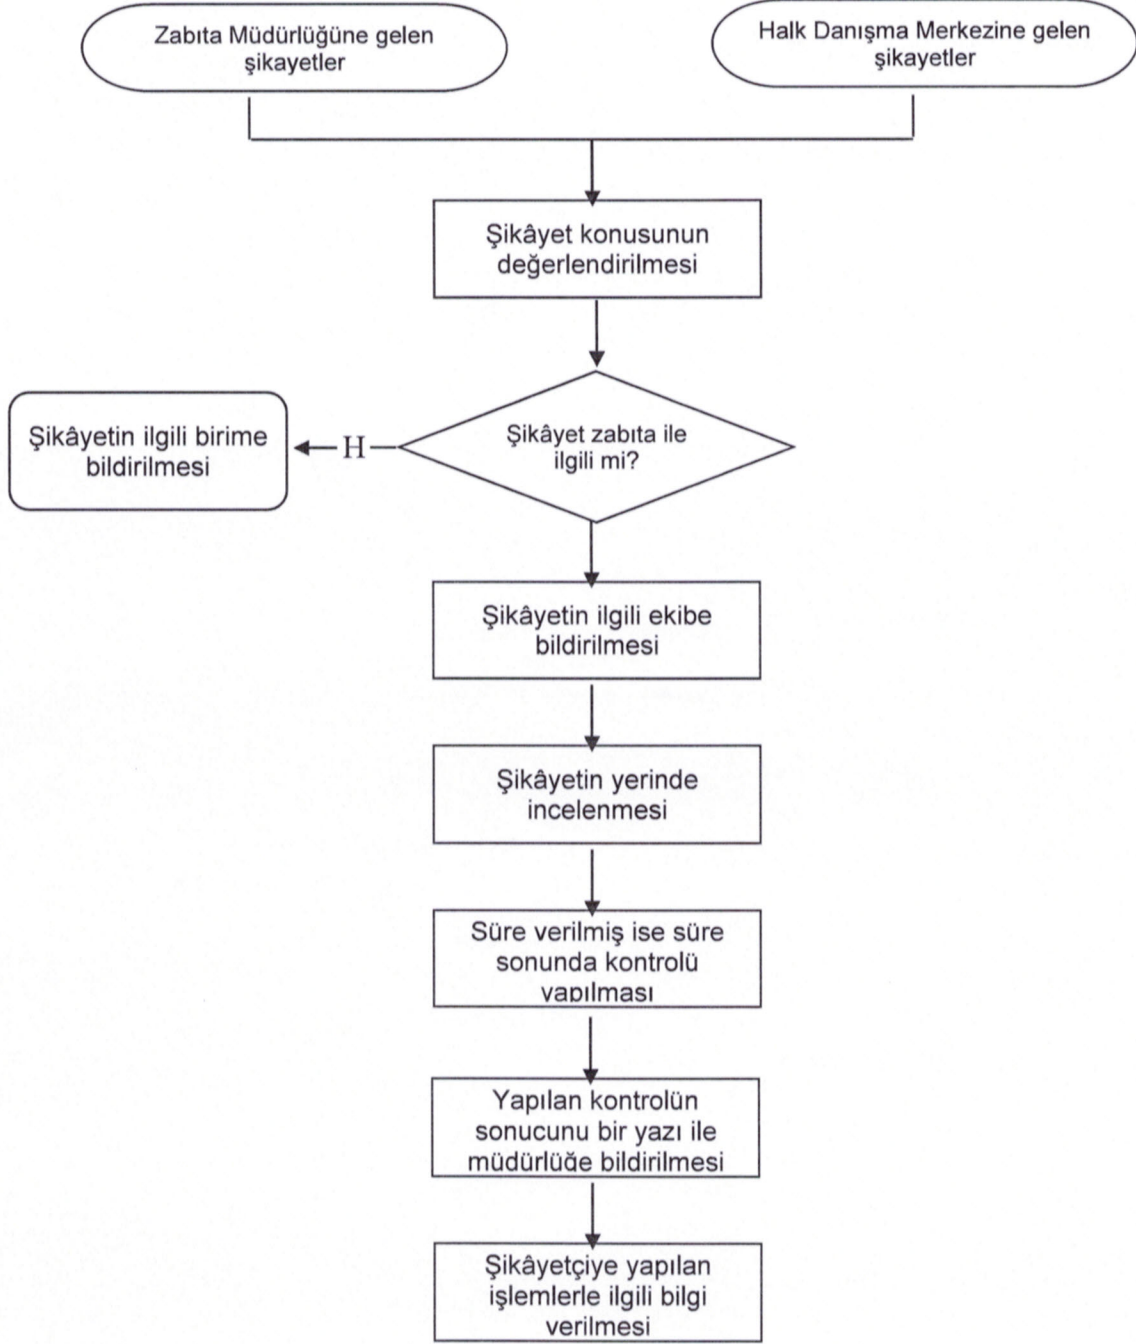 Zabıta Müdürlüğüne gelen
şikayetler
Halk Danışma Merkezine gelen
şikayetler
Şikâyet konusunun
değerlendirilmesi
Şikâyet zabıta ile
ilgili mi?
H
Şikâyetin ilgili birime
bildirilmesi
Şikâyetin ilgili ekibe
bildirilmesi
Şikâyetin yerinde
incelenmesi
Süre verilmiş ise süre
sonunda kontrolü
yapılması
Yapılan kontrolün
sonucunu bir yazı ile
müdürlüğe bildirilmesi
Şikâyetçiye yapılan
işlemlerle ilgili bilgi
verilmesi